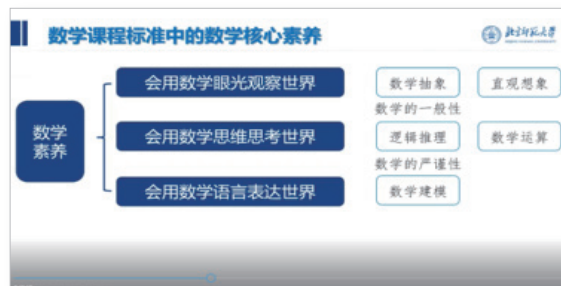 数学课程标准中的数学核心素养
北京师范大学
会用数学眼光观察世界
数学抽象
直观想象
数学的一般性
数学
素养
会用数学思维思考世界
逻辑推理
数学运算
数学的严谨性
会用数学语言表达世界
数学建模